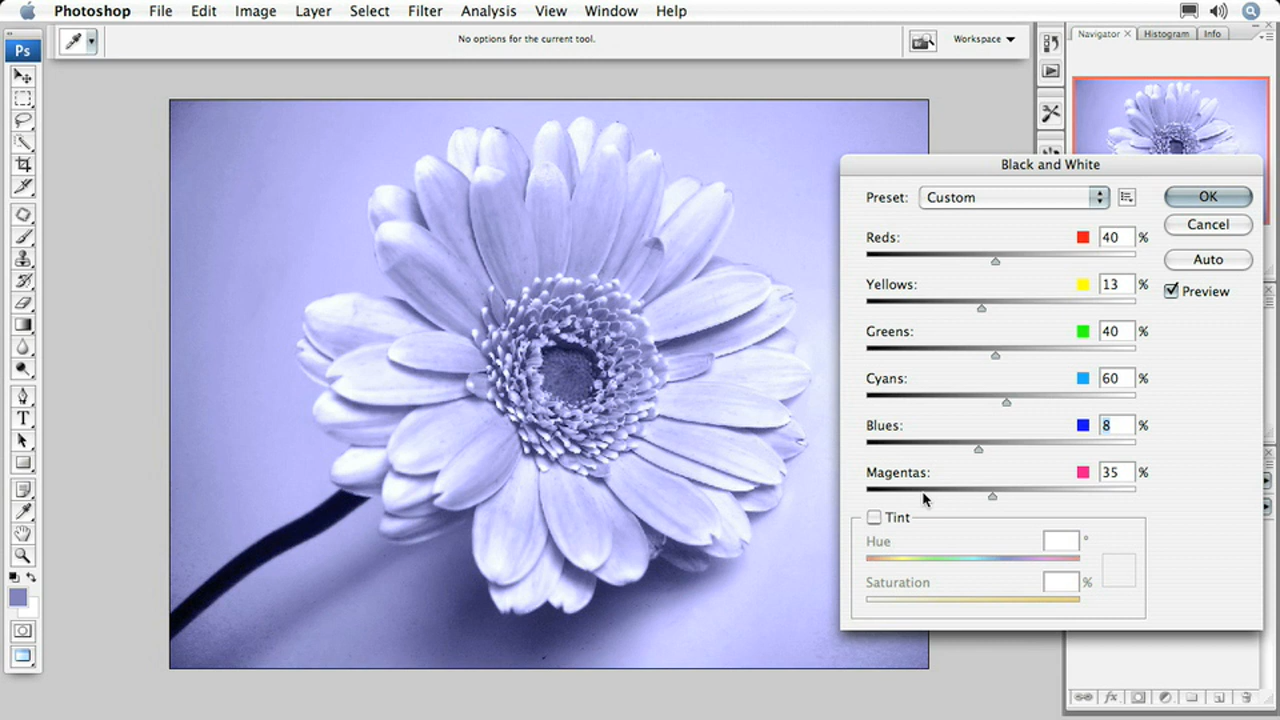 Photoshop File Edit Image Layer Select Filter Analysis View Window Help
No options for the current tool.
Workspace
Navigator Histogram Info
Ps
Black and White
Preset: Custom
OK
Cancel
Auto
Preview
Reds: 40 %
Yellows: 13 %
Greens: 40 %
Cyans: 60 %
Blues: 8 %
Magentas: 35 %
Tint
Hue °
Saturation %
T
fx